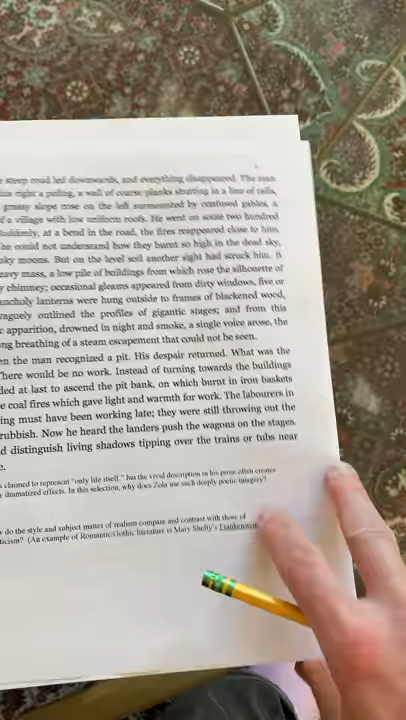 steep road led downwards, and everything disappeared. The man
his right a paling, a wall of coarse planks shutting in a line of rails,
grassy slope rose on the left surmounted by confused gables, a
f a village with low uniform roofs. He went on some two hundred
Suddenly, at a bend in the road, the fires reappeared close to him,
he could not understand how they burnt so high in the dead sky,
oky moons. But on the level soil another sight had struck him. It
eavy mass, a low pile of buildings from which rose the silhouette of
y chimney; occasional gleams appeared from dirty windows, five or
ancholy lanterns were hung outside to frames of blackened wood,
vaguely outlined the profiles of gigantic stages; and from this
c apparition, drowned in night and smoke, a single voice arose, the
ng breathing of a steam escapement that could not be seen.
en the man recognized a pit. His despair returned. What was the
There would be no work. Instead of turning towards the buildings
ded at last to ascend the pit bank, on which burnt in iron baskets
e coal fires which gave light and warmth for work. The labourers in
ing must have been working late; they were still throwing out the
rubbish. Now he heard the landers push the wagons on the stages.
d distinguish living shadows tipping over the trains or tubs near
e.
claimed to represent "only life itself," but the vivid description in his prose often creates
y dramatized effects. In this selection, why does Zola use such deeply poetic imagery?
w do the style and subject matter of realism compare and contrast with those of
ticism? (An example of Romantic/Gothic literature is Mary Shelly's Frankenstein